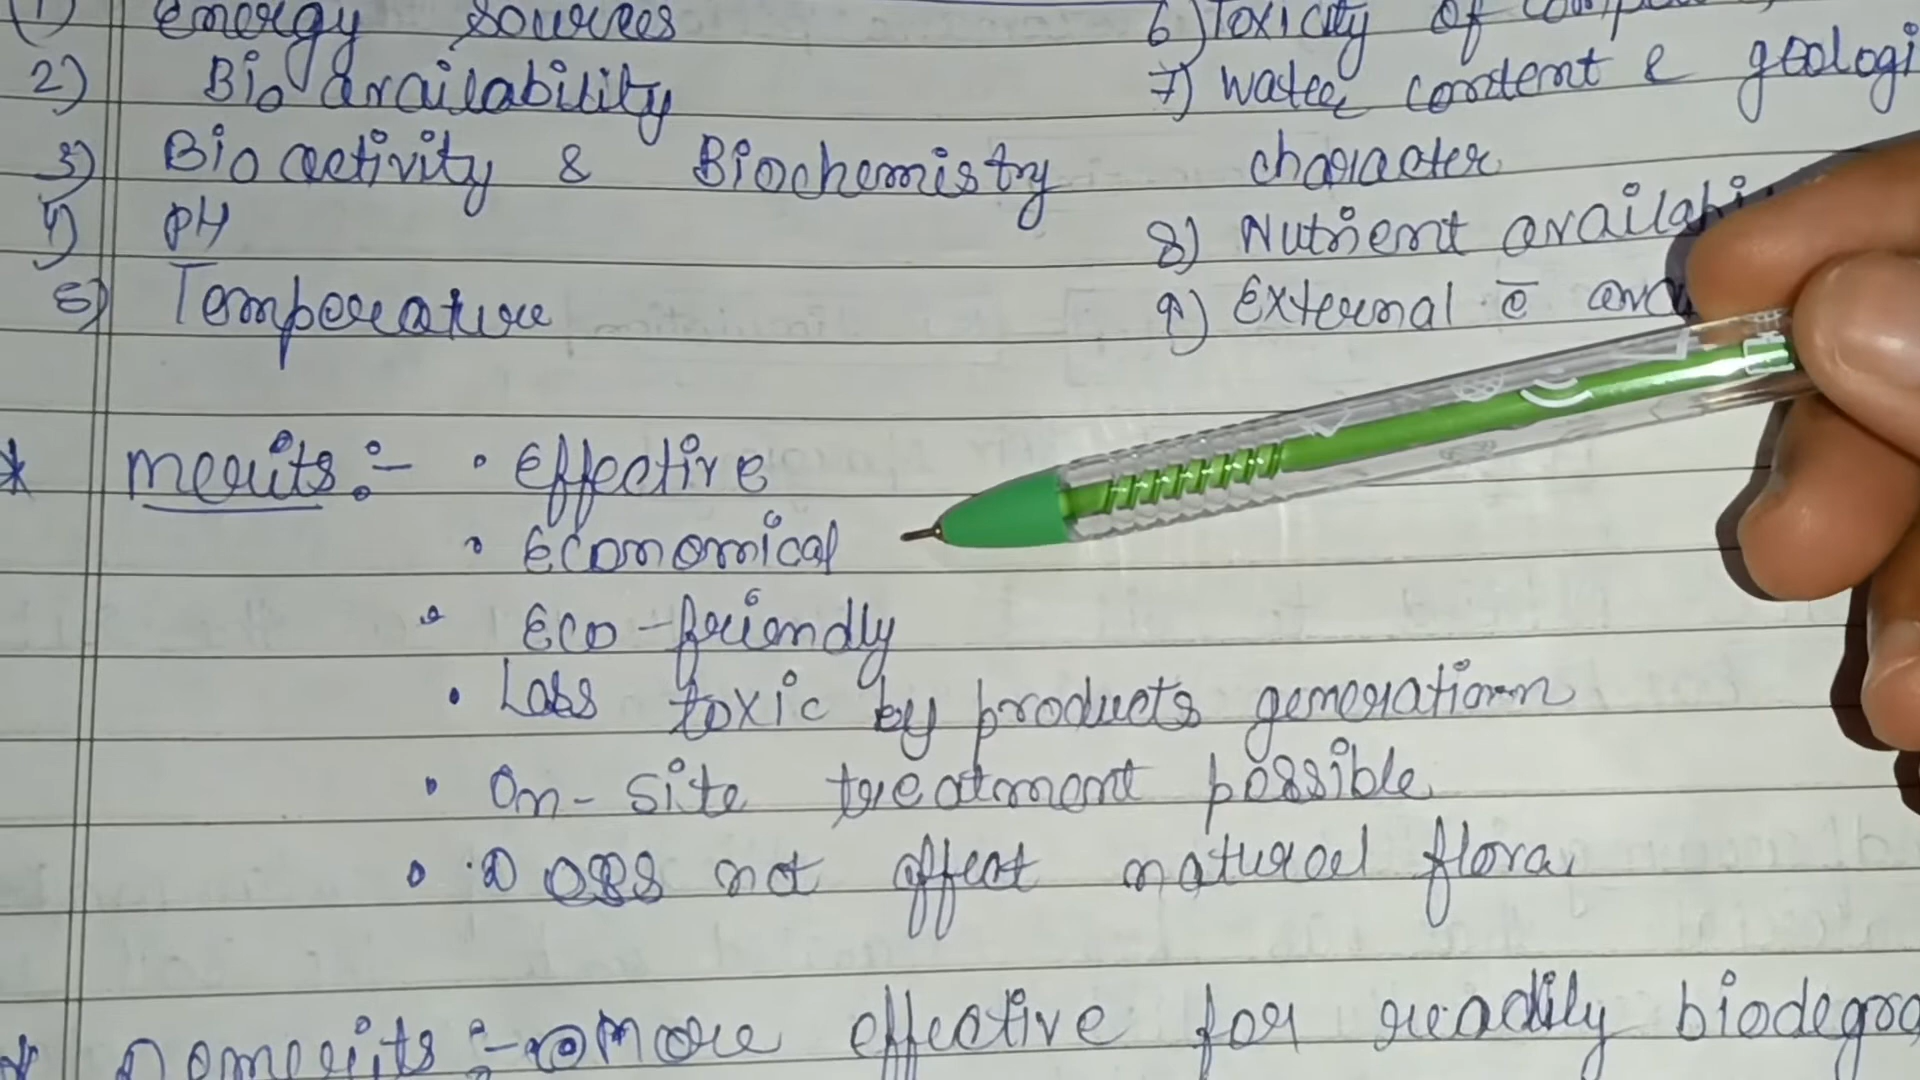 (1) Energy sources
2) Bio availability
3) Bio activity & Biochemistry
4) PH
5) Temperature
6) Toxicity of
7) Water content & geologi
character
8) Nutrient availabi
9) External e̅
* Merits :- • Effective
• Economical
• Eco-friendly
• Less toxic by products generation
• On-site treatment possible
• Does not affect natural flora
* Demerits :- More effective for readily biodegra